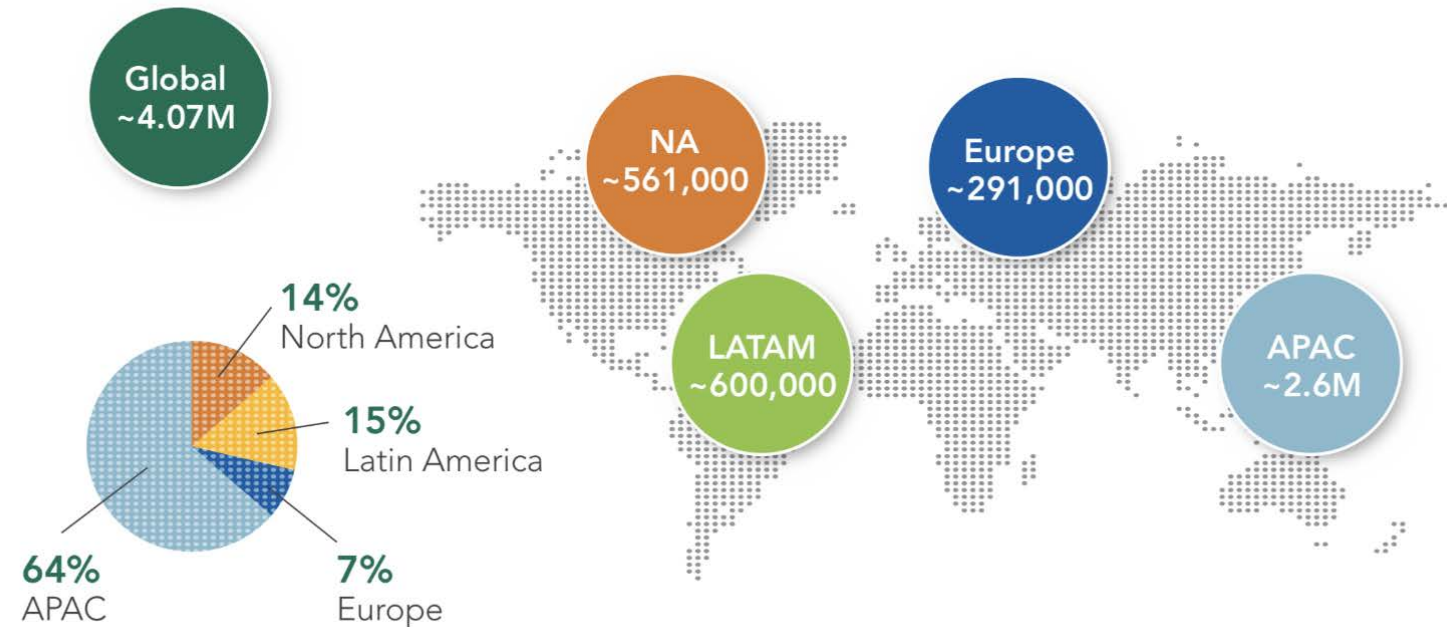 Global
~4.07M
NA
~561,000
Europe
~291,000
LATAM
~600,000
APAC
~2.6M
14%
North America
15%
Latin America
64%
APAC
7%
Europe